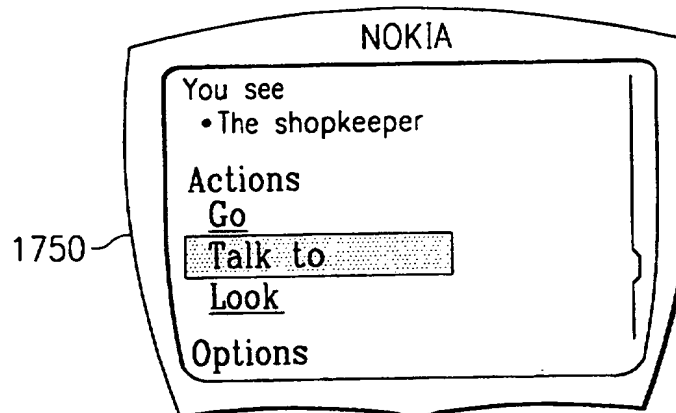 NOKIA
You see
•The shopkeeper
Actions
Go
1750
Talk to
Look
Options